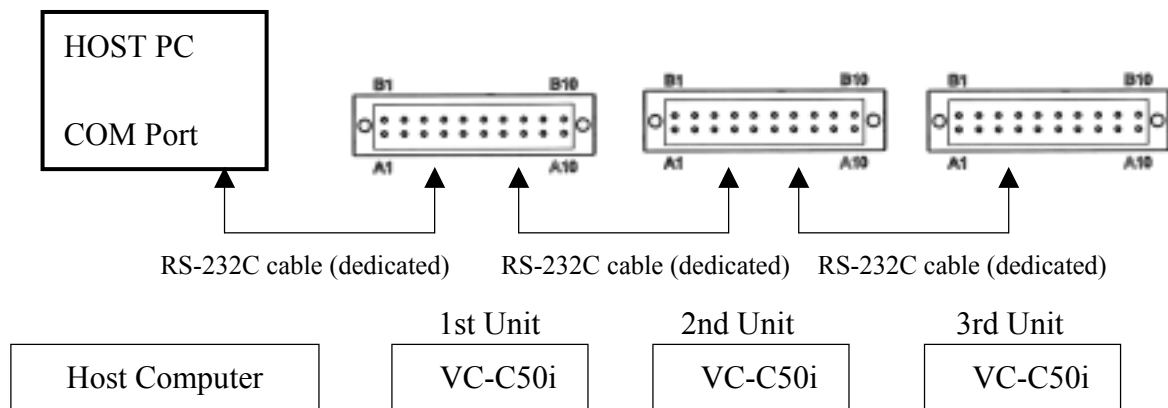 HOST PC
COM Port
B1 B10
A1 A10
B1 B10
A1 A10
B1 B10
A1 A10
RS-232C cable (dedicated) RS-232C cable (dedicated) RS-232C cable (dedicated)
1st Unit 2nd Unit 3rd Unit
Host Computer VC-C50i VC-C50i VC-C50i